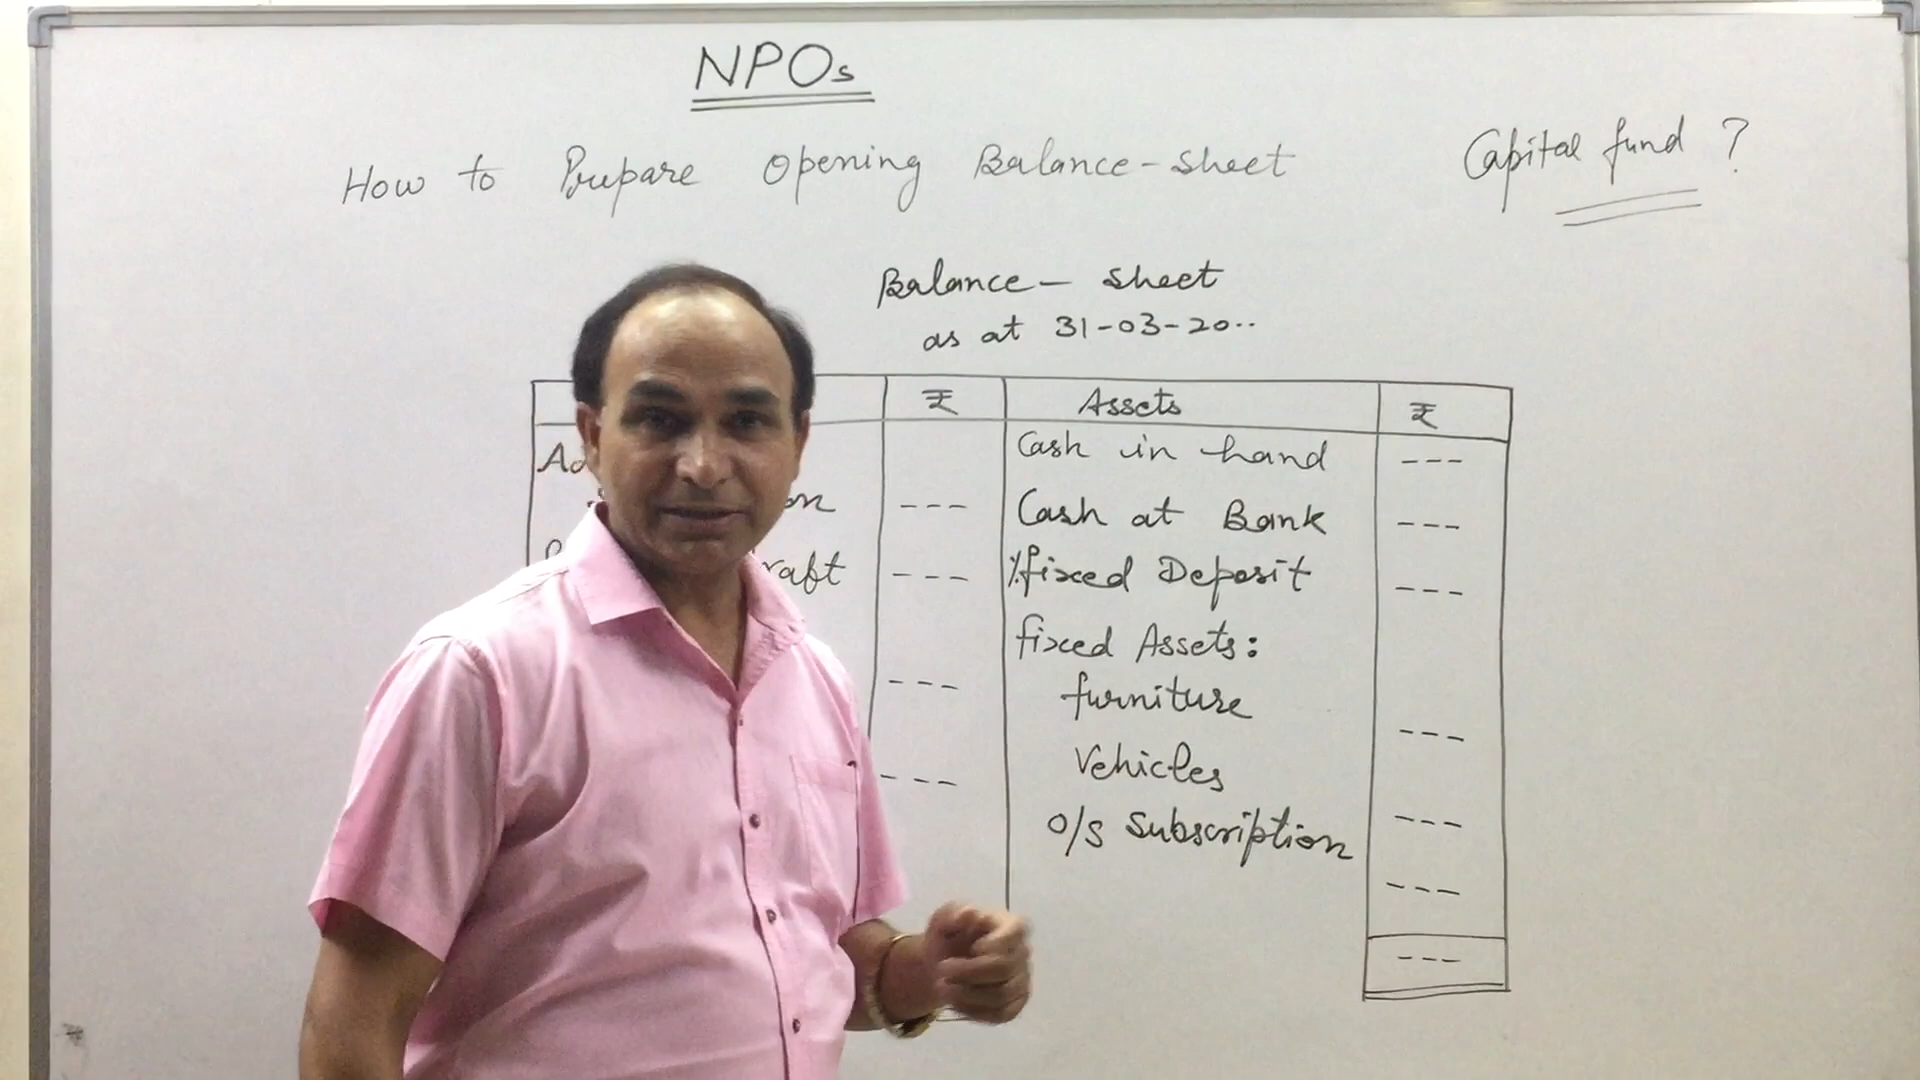 NPOs
How to Prepare Opening Balance-sheet
Capital fund ?
Balance - sheet
as at 31-03-20..
₹ Assets ₹
Cash in hand ---
--- Cash at Bank ---
--- % fixed Deposit ---
fixed Assets:
--- furniture ---
--- Vehicles ---
O/S Subscription ---
---